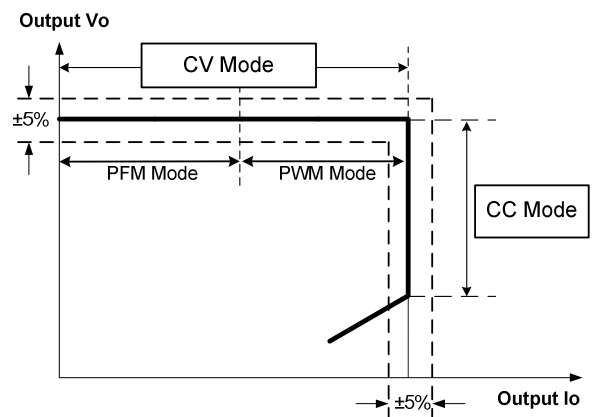 Output Vo
CV Mode
±5%
PFM Mode
PWM Mode
CC Mode
±5%
Output Io